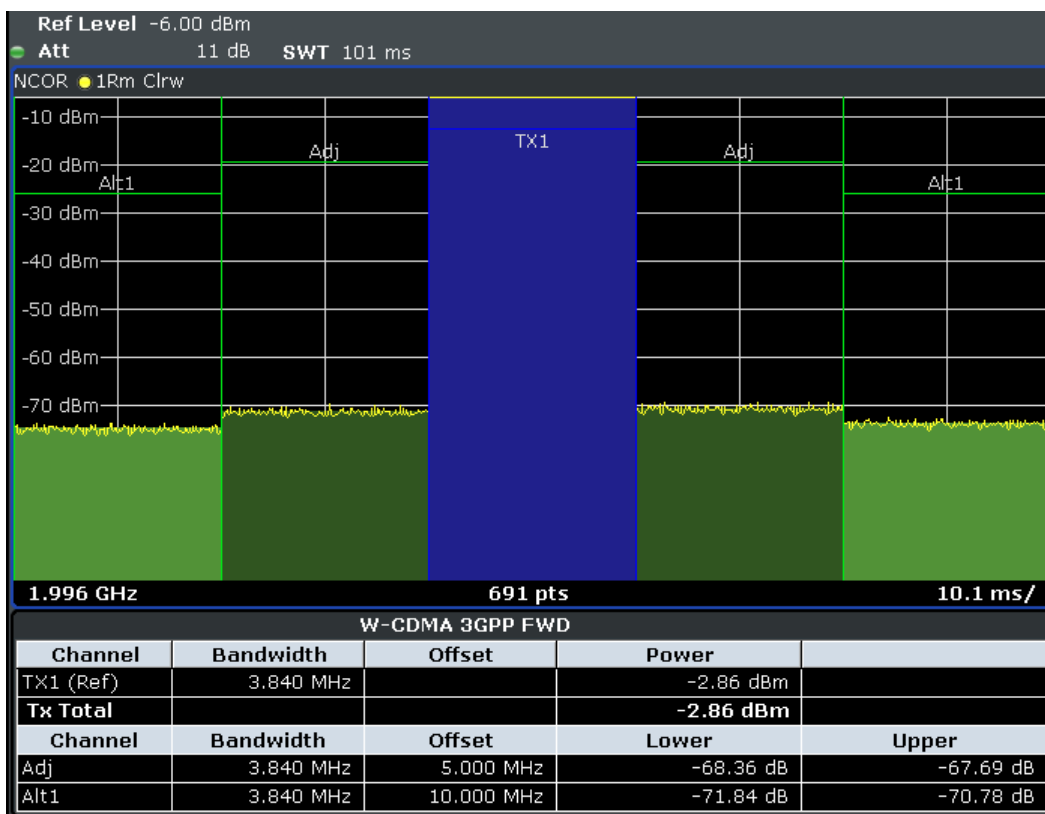 Ref Level -6.00 dBm
Att 11 dB SWT 101 ms
NCOR 1Rm Clrw
-10 dBm
TX1
Adj Adj
-20 dBm
Alt1 Alt1
-30 dBm
-40 dBm
-50 dBm
-60 dBm
-70 dBm
1.996 GHz 691 pts 10.1 ms/
W-CDMA 3GPP FWD
Channel Bandwidth Offset Power
TX1 (Ref) 3.840 MHz -2.86 dBm
Tx Total -2.86 dBm
Channel Bandwidth Offset Lower Upper
Adj 3.840 MHz 5.000 MHz -68.36 dB -67.69 dB
Alt1 3.840 MHz 10.000 MHz -71.84 dB -70.78 dB